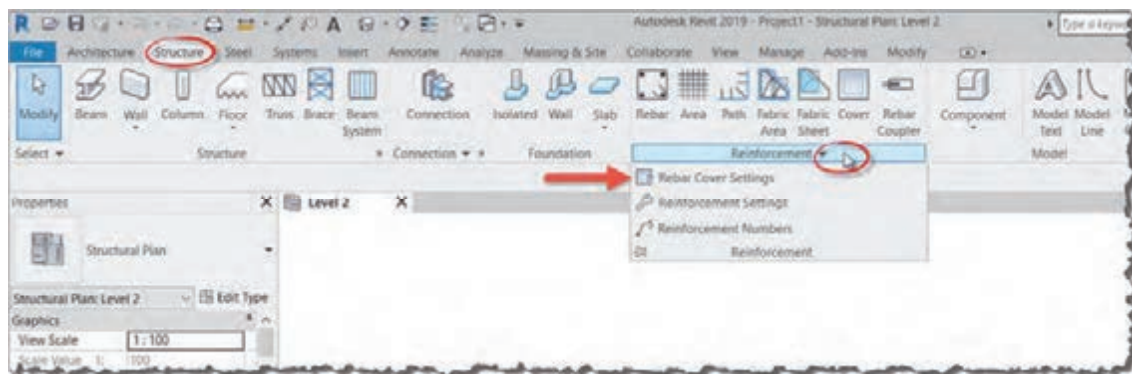 Autodesk Revit 2019 - Project1 - Structural Plan: Level 2
Type a keyword
File Architecture Structure Steel Systems Insert Annotate Analyze Massing & Site Collaborate View Manage Add-Ins Modify
Modify Beam Wall Column Floor Truss Brace Beam System Connection Isolated Wall Slab Rebar Area Path Fabric Area Fabric Sheet Cover Rebar Coupler Component Model Text Model Line
Select Structure Connection Foundation Reinforcement Model
Rebar Cover Settings
Reinforcement Settings
Reinforcement Numbers
Reinforcement
Properties
Level 2
Structural Plan
Structural Plan: Level 2 Edit Type
Graphics
View Scale 1 : 100
Scale Value 1: 100